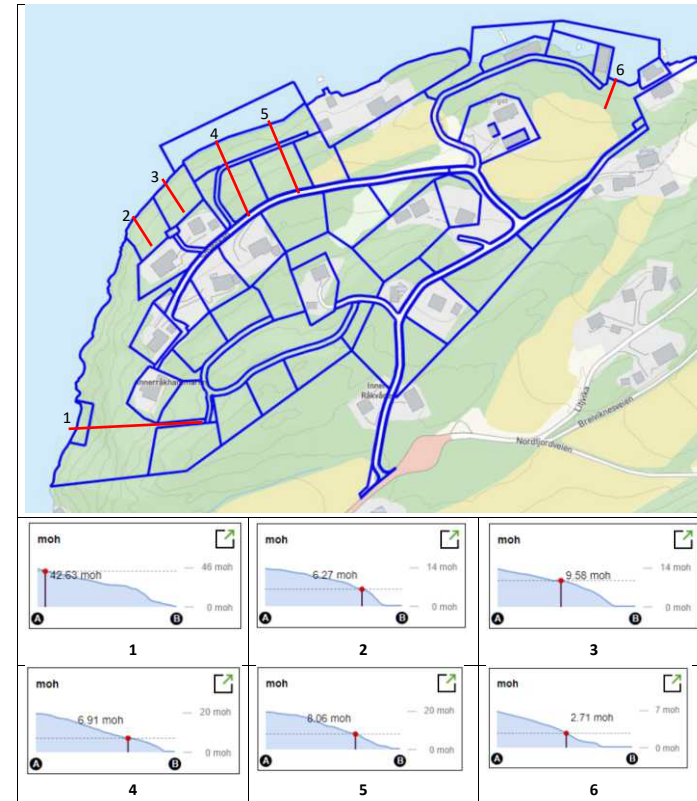 6
5
4
3
2
1
Inner
Råkvåg
Litlvika
Breiviknesveien
Nordfjordveien
moh
42.63 moh
46 moh
0 moh
A
B
1
moh
6.27 moh
14 moh
0 moh
A
B
2
moh
9.58 moh
14 moh
0 moh
A
B
3
moh
6.91 moh
20 moh
0 moh
A
B
4
moh
8.06 moh
20 moh
0 moh
A
B
5
moh
2.71 moh
7 moh
0 moh
A
B
6